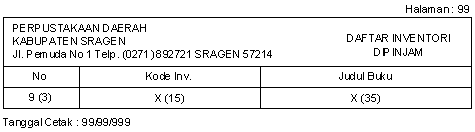 Halaman : 99
PERPUSTAKAAN DAERAH
KABUPATEN SRAGEN
Jl. Pemuda No 1 Telp. (0271) 892721 SRAGEN 57214
DAFTAR INVENTORI
DIPINJAM
No Kode Inv. Judul Buku
9 (3) X (15) X (35)
Tanggal Cetak : 99/99/999